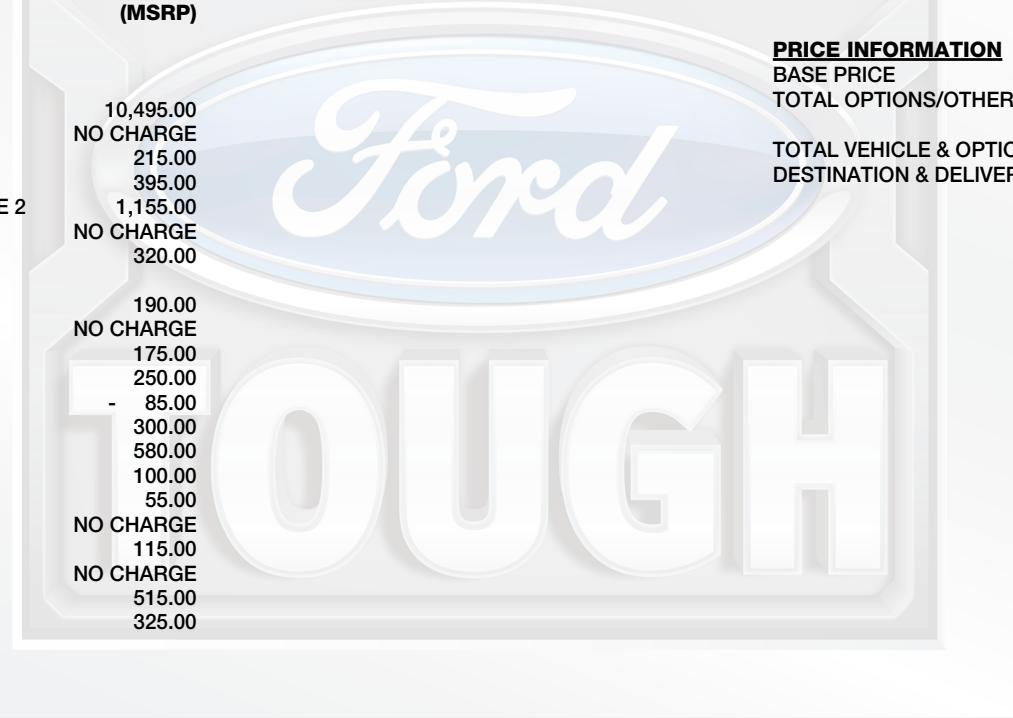 (MSRP)
10,495.00
NO CHARGE
215.00
395.00
E 2 1,155.00
NO CHARGE
320.00
190.00
NO CHARGE
175.00
250.00
- 85.00
300.00
580.00
100.00
55.00
NO CHARGE
115.00
NO CHARGE
515.00
325.00
PRICE INFORMATION
BASE PRICE
TOTAL OPTIONS/OTHER
TOTAL VEHICLE & OPTIO
DESTINATION & DELIVER
Ford
TOUGH